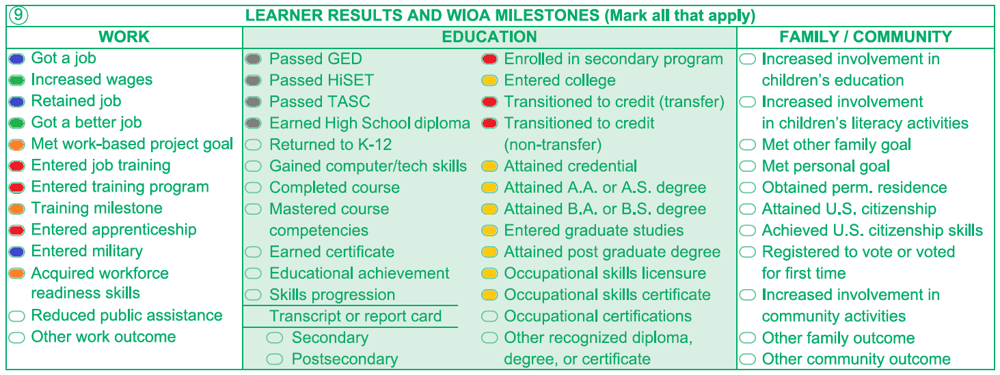 9 LEARNER RESULTS AND WIOA MILESTONES (Mark all that apply)
WORK
Got a job
Increased wages
Retained job
Got a better job
Met work-based project goal
Entered job training
Entered training program
Training milestone
Entered apprenticeship
Entered military
Acquired workforce
readiness skills
Reduced public assistance
Other work outcome
EDUCATION
Passed GED
Passed HiSET
Passed TASC
Earned High School diploma
Returned to K-12
Gained computer/tech skills
Completed course
Mastered course
competencies
Earned certificate
Educational achievement
Skills progression
Transcript or report card
Secondary
Postsecondary
Enrolled in secondary program
Entered college
Transitioned to credit (transfer)
Transitioned to credit
(non-transfer)
Attained credential
Attained A.A. or A.S. degree
Attained B.A. or B.S. degree
Entered graduate studies
Attained post graduate degree
Occupational skills licensure
Occupational skills certificate
Occupational certifications
Other recognized diploma,
degree, or certificate
FAMILY / COMMUNITY
Increased involvement in
children's education
Increased involvement
in children's literacy activities
Met other family goal
Met personal goal
Obtained perm. residence
Attained U.S. citizenship
Achieved U.S. citizenship skills
Registered to vote or voted
for first time
Increased involvement in
community activities
Other family outcome
Other community outcome